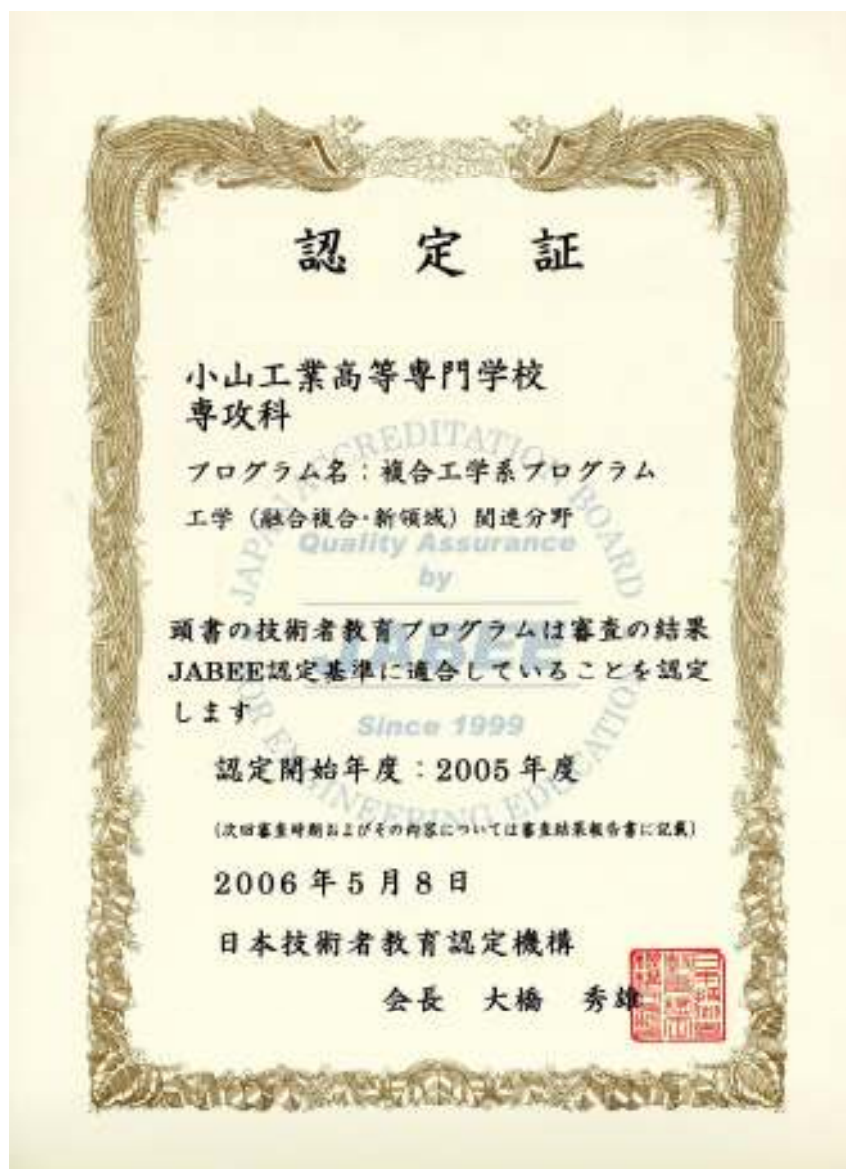 認定証
小山工業高等専門学校
専攻科
プログラム名：複合工学系プログラム
工学（融合複合・新領域）関連分野
頭書の技術者教育プログラムは審査の結果
JABEE認定基準に適合していることを認定
します
認定開始年度：2005年度
（次回審査時期およびその内容については審査結果報告書に記載）
2006年5月8日
日本技術者教育認定機構
会長 大橋 秀雄
JAPAN ACCREDITATION BOARD
FOR ENGINEERING EDUCATION
Quality Assurance
by
JABEE
Since 1999